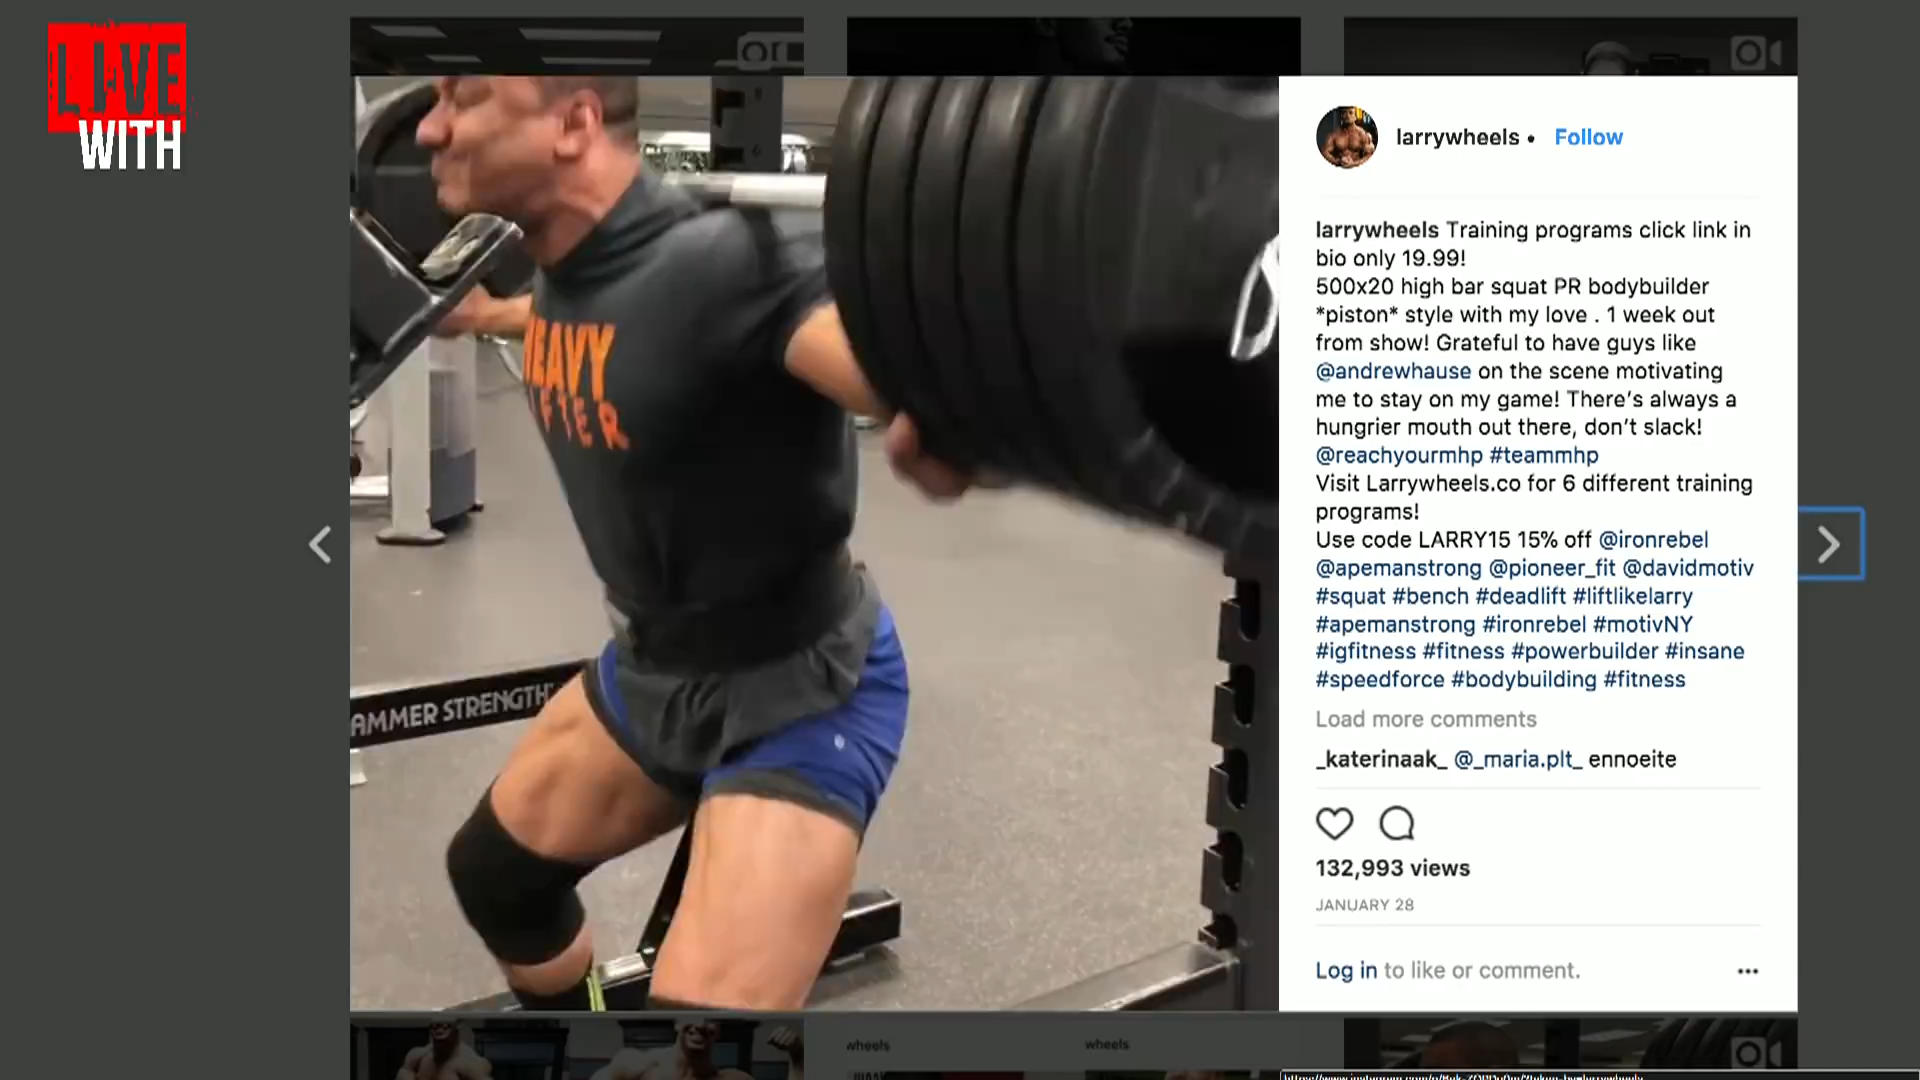 LIVE
WITH
HEAVY
FTER
AMMER STRENGTH
larrywheels • Follow
larrywheels Training programs click link in
bio only 19.99!
500x20 high bar squat PR bodybuilder
*piston* style with my love . 1 week out
from show! Grateful to have guys like
@andrewhause on the scene motivating
me to stay on my game! There’s always a
hungrier mouth out there, don’t slack!
@reachyourmhp #teammhp
Visit Larrywheels.co for 6 different training
programs!
Use code LARRY15 15% off @ironrebel
@apemanstrong @pioneer_fit @davidmotiv
#squat #bench #deadlift #liftlikelarry
#apemanstrong #ironrebel #motivNY
#igfitness #fitness #powerbuilder #insane
#speedforce #bodybuilding #fitness
Load more comments
_katerinaak_ @_maria.plt_ ennoeite
132,993 views
JANUARY 28
Log in to like or comment.
wheels
wheels